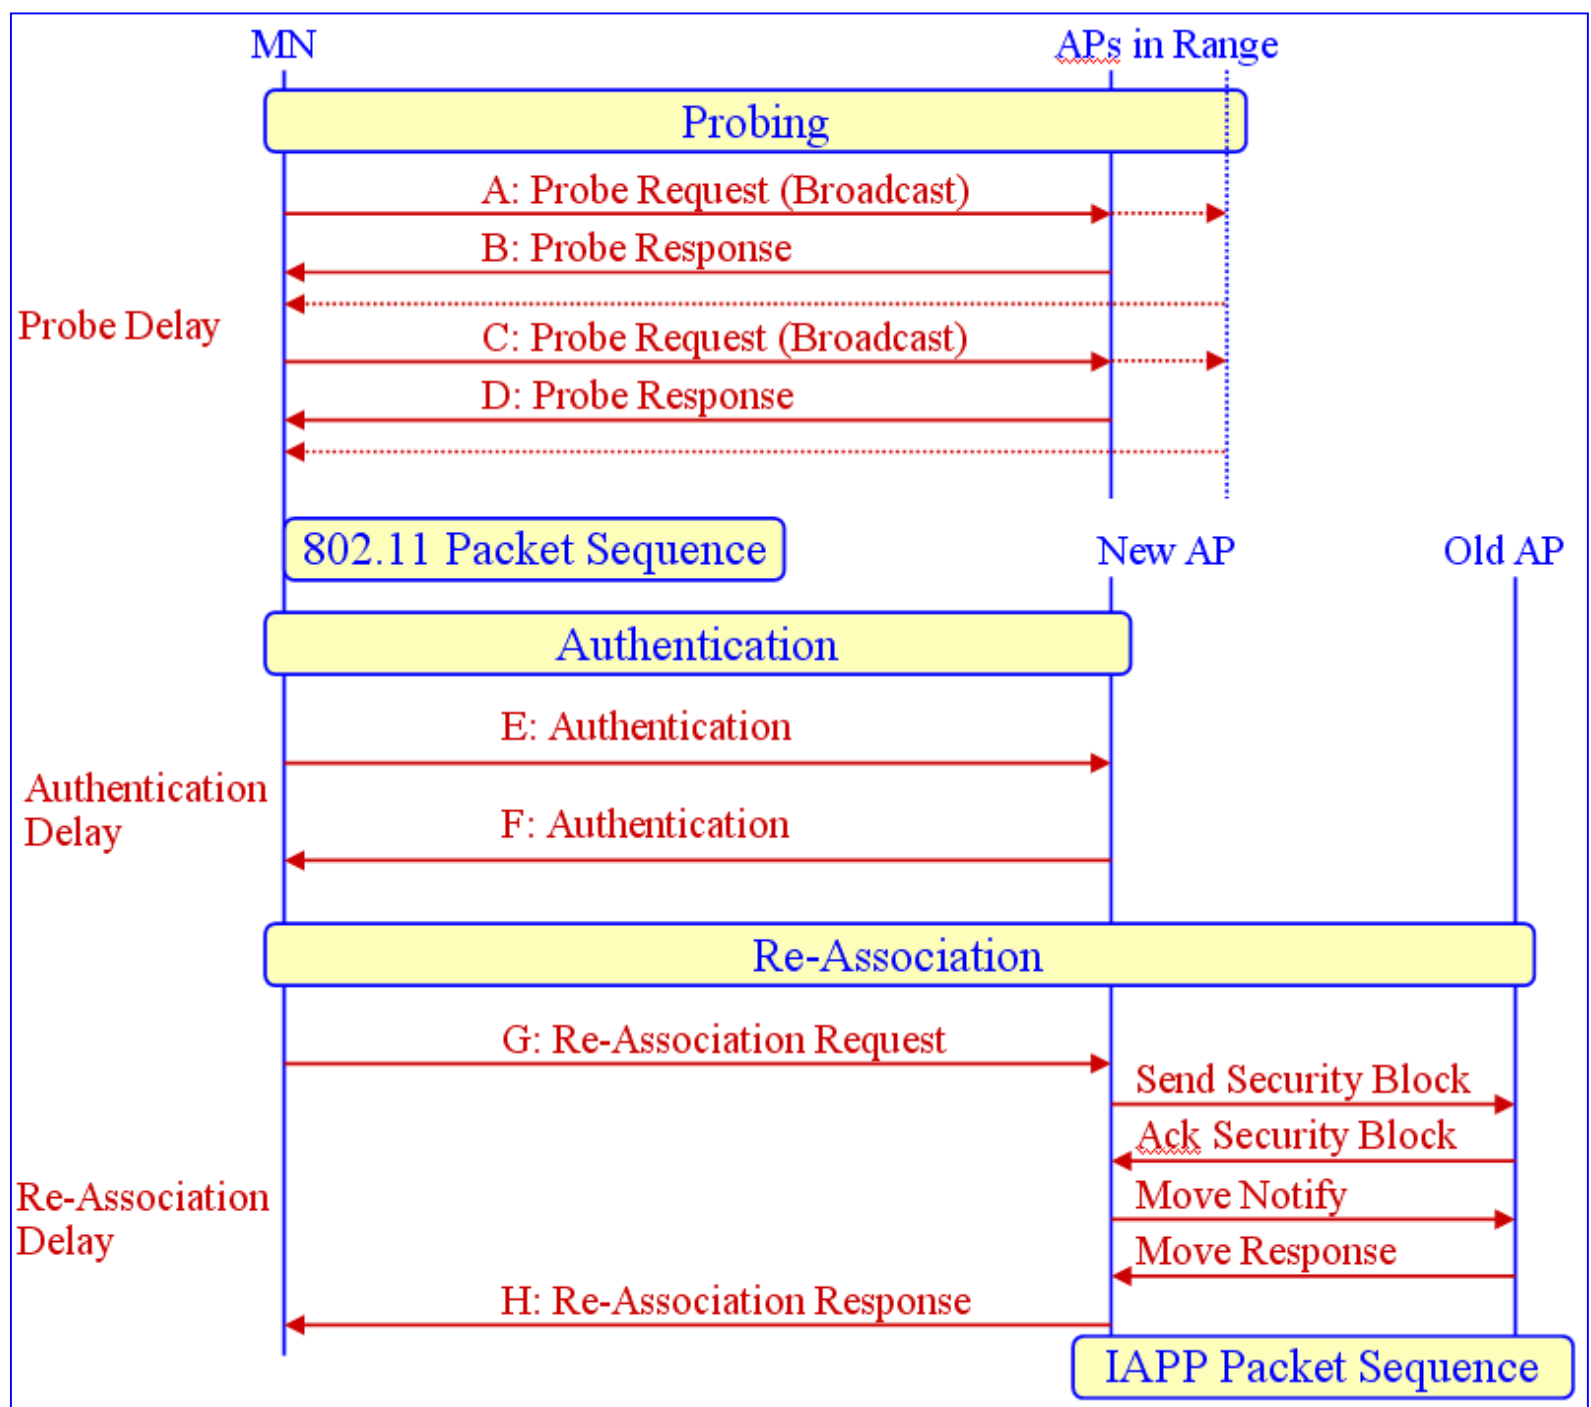 MN
APs in Range
Probing
A: Probe Request (Broadcast)
B: Probe Response
Probe Delay
C: Probe Request (Broadcast)
D: Probe Response
802.11 Packet Sequence
New AP
Old AP
Authentication
E: Authentication
Authentication
Delay
F: Authentication
Re-Association
G: Re-Association Request
Send Security Block
Ack Security Block
Re-Association
Delay
Move Notify
Move Response
H: Re-Association Response
IAPP Packet Sequence